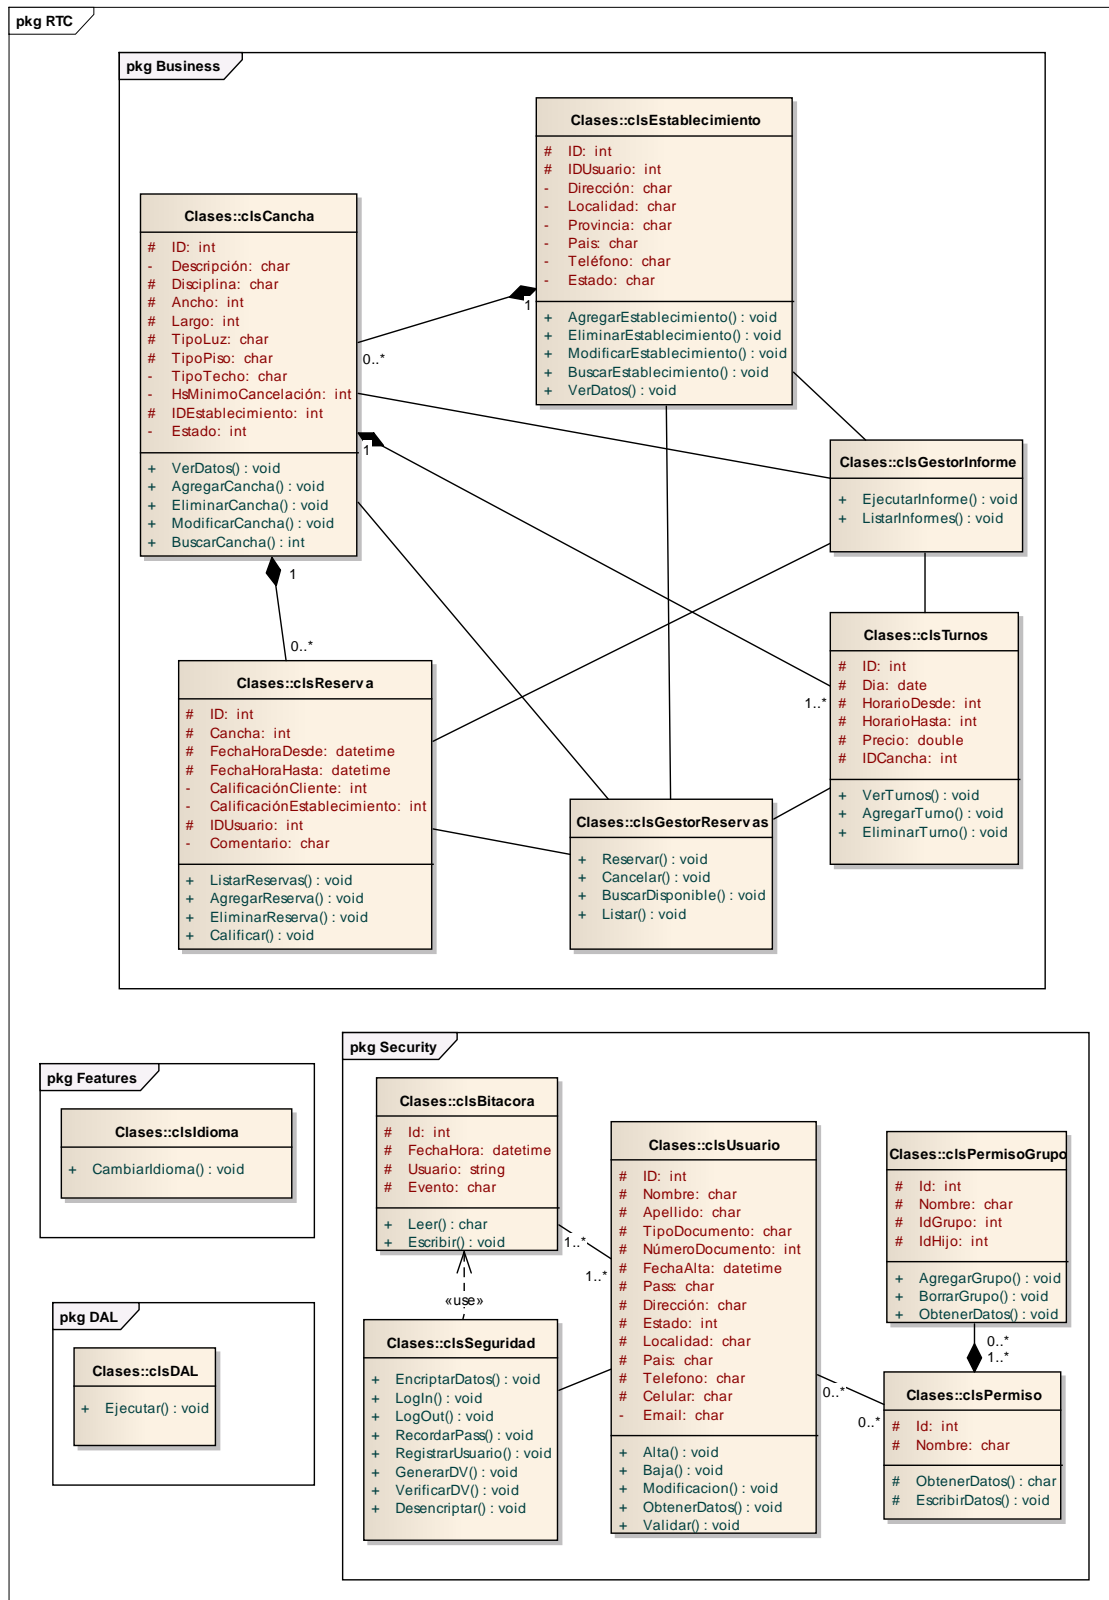 pkg RTC
pkg Business
Clases::clsEstablecimiento
# ID: int
# IDUsuario: int
- Dirección: char
- Localidad: char
- Provincia: char
- Pais: char
- Teléfono: char
- Estado: char
+ AgregarEstablecimiento() : void
+ EliminarEstablecimiento() : void
+ ModificarEstablecimiento() : void
+ BuscarEstablecimiento() : void
+ VerDatos() : void
Clases::clsCancha
# ID: int
- Descripción: char
# Disciplina: char
# Ancho: int
# Largo: int
# TipoLuz: char
# TipoPiso: char
- TipoTecho: char
- HsMinimoCancelación: int
# IDEstablecimiento: int
- Estado: int
+ VerDatos() : void
+ AgregarCancha() : void
+ EliminarCancha() : void
+ ModificarCancha() : void
+ BuscarCancha() : int
1
0..*
1
1
0..*
1..*
Clases::clsGestorInforme
+ EjecutarInforme() : void
+ ListarInformes() : void
Clases::clsTurnos
# ID: int
# Dia: date
# HorarioDesde: int
# HorarioHasta: int
# Precio: double
# IDCancha: int
+ VerTurnos() : void
+ AgregarTurno() : void
+ EliminarTurno() : void
Clases::clsReserva
# ID: int
# Cancha: int
# FechaHoraDesde: datetime
# FechaHoraHasta: datetime
- CalificaciónCliente: int
- CalificaciónEstablecimiento: int
# IDUsuario: int
- Comentario: char
+ ListarReservas() : void
+ AgregarReserva() : void
+ EliminarReserva() : void
+ Calificar() : void
Clases::clsGestorReservas
+ Reservar() : void
+ Cancelar() : void
+ BuscarDisponible() : void
+ Listar() : void
pkg Features
Clases::clsIdioma
+ CambiarIdioma() : void
pkg DAL
Clases::clsDAL
+ Ejecutar() : void
pkg Security
Clases::clsBitacora
# Id: int
# FechaHora: datetime
# Usuario: string
# Evento: char
+ Leer() : char
+ Escribir() : void
1..*
1..*
«use»
Clases::clsSeguridad
+ EncriptarDatos() : void
+ LogIn() : void
+ LogOut() : void
+ RecordarPass() : void
+ RegistrarUsuario() : void
+ GenerarDV() : void
+ VerificarDV() : void
+ Desencriptar() : void
Clases::clsUsuario
# ID: int
# Nombre: char
# Apellido: char
# TipoDocumento: char
# NúmeroDocumento: int
# FechaAlta: datetime
# Pass: char
# Dirección: char
# Estado: int
# Localidad: char
# Pais: char
# Telefono: char
# Celular: char
- Email: char
+ Alta() : void
+ Baja() : void
+ Modificacion() : void
+ ObtenerDatos() : void
+ Validar() : void
Clases::clsPermisoGrupo
# Id: int
# Nombre: char
# IdGrupo: int
# IdHijo: int
+ AgregarGrupo() : void
+ BorrarGrupo() : void
+ ObtenerDatos() : void
0..*
1..*
0..*
0..*
Clases::clsPermiso
# Id: int
# Nombre: char
# ObtenerDatos() : char
# EscribirDatos() : void